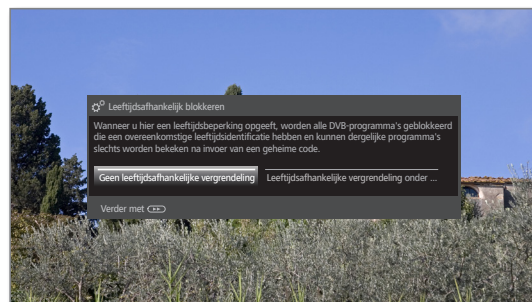 Leeftijdsafhankelijk blokkeren
Wanneer u hier een leeftijdsbeperking opgeeft, worden alle DVB-programma's geblokkeerd
die een overeenkomstige leeftijdsidentificatie hebben en kunnen dergelijke programma's
slechts worden bekeken na invoer van een geheime code.
Geen leeftijdsafhankelijke vergrendeling Leeftijdsafhankelijke vergrendeling onder ...
Verder met